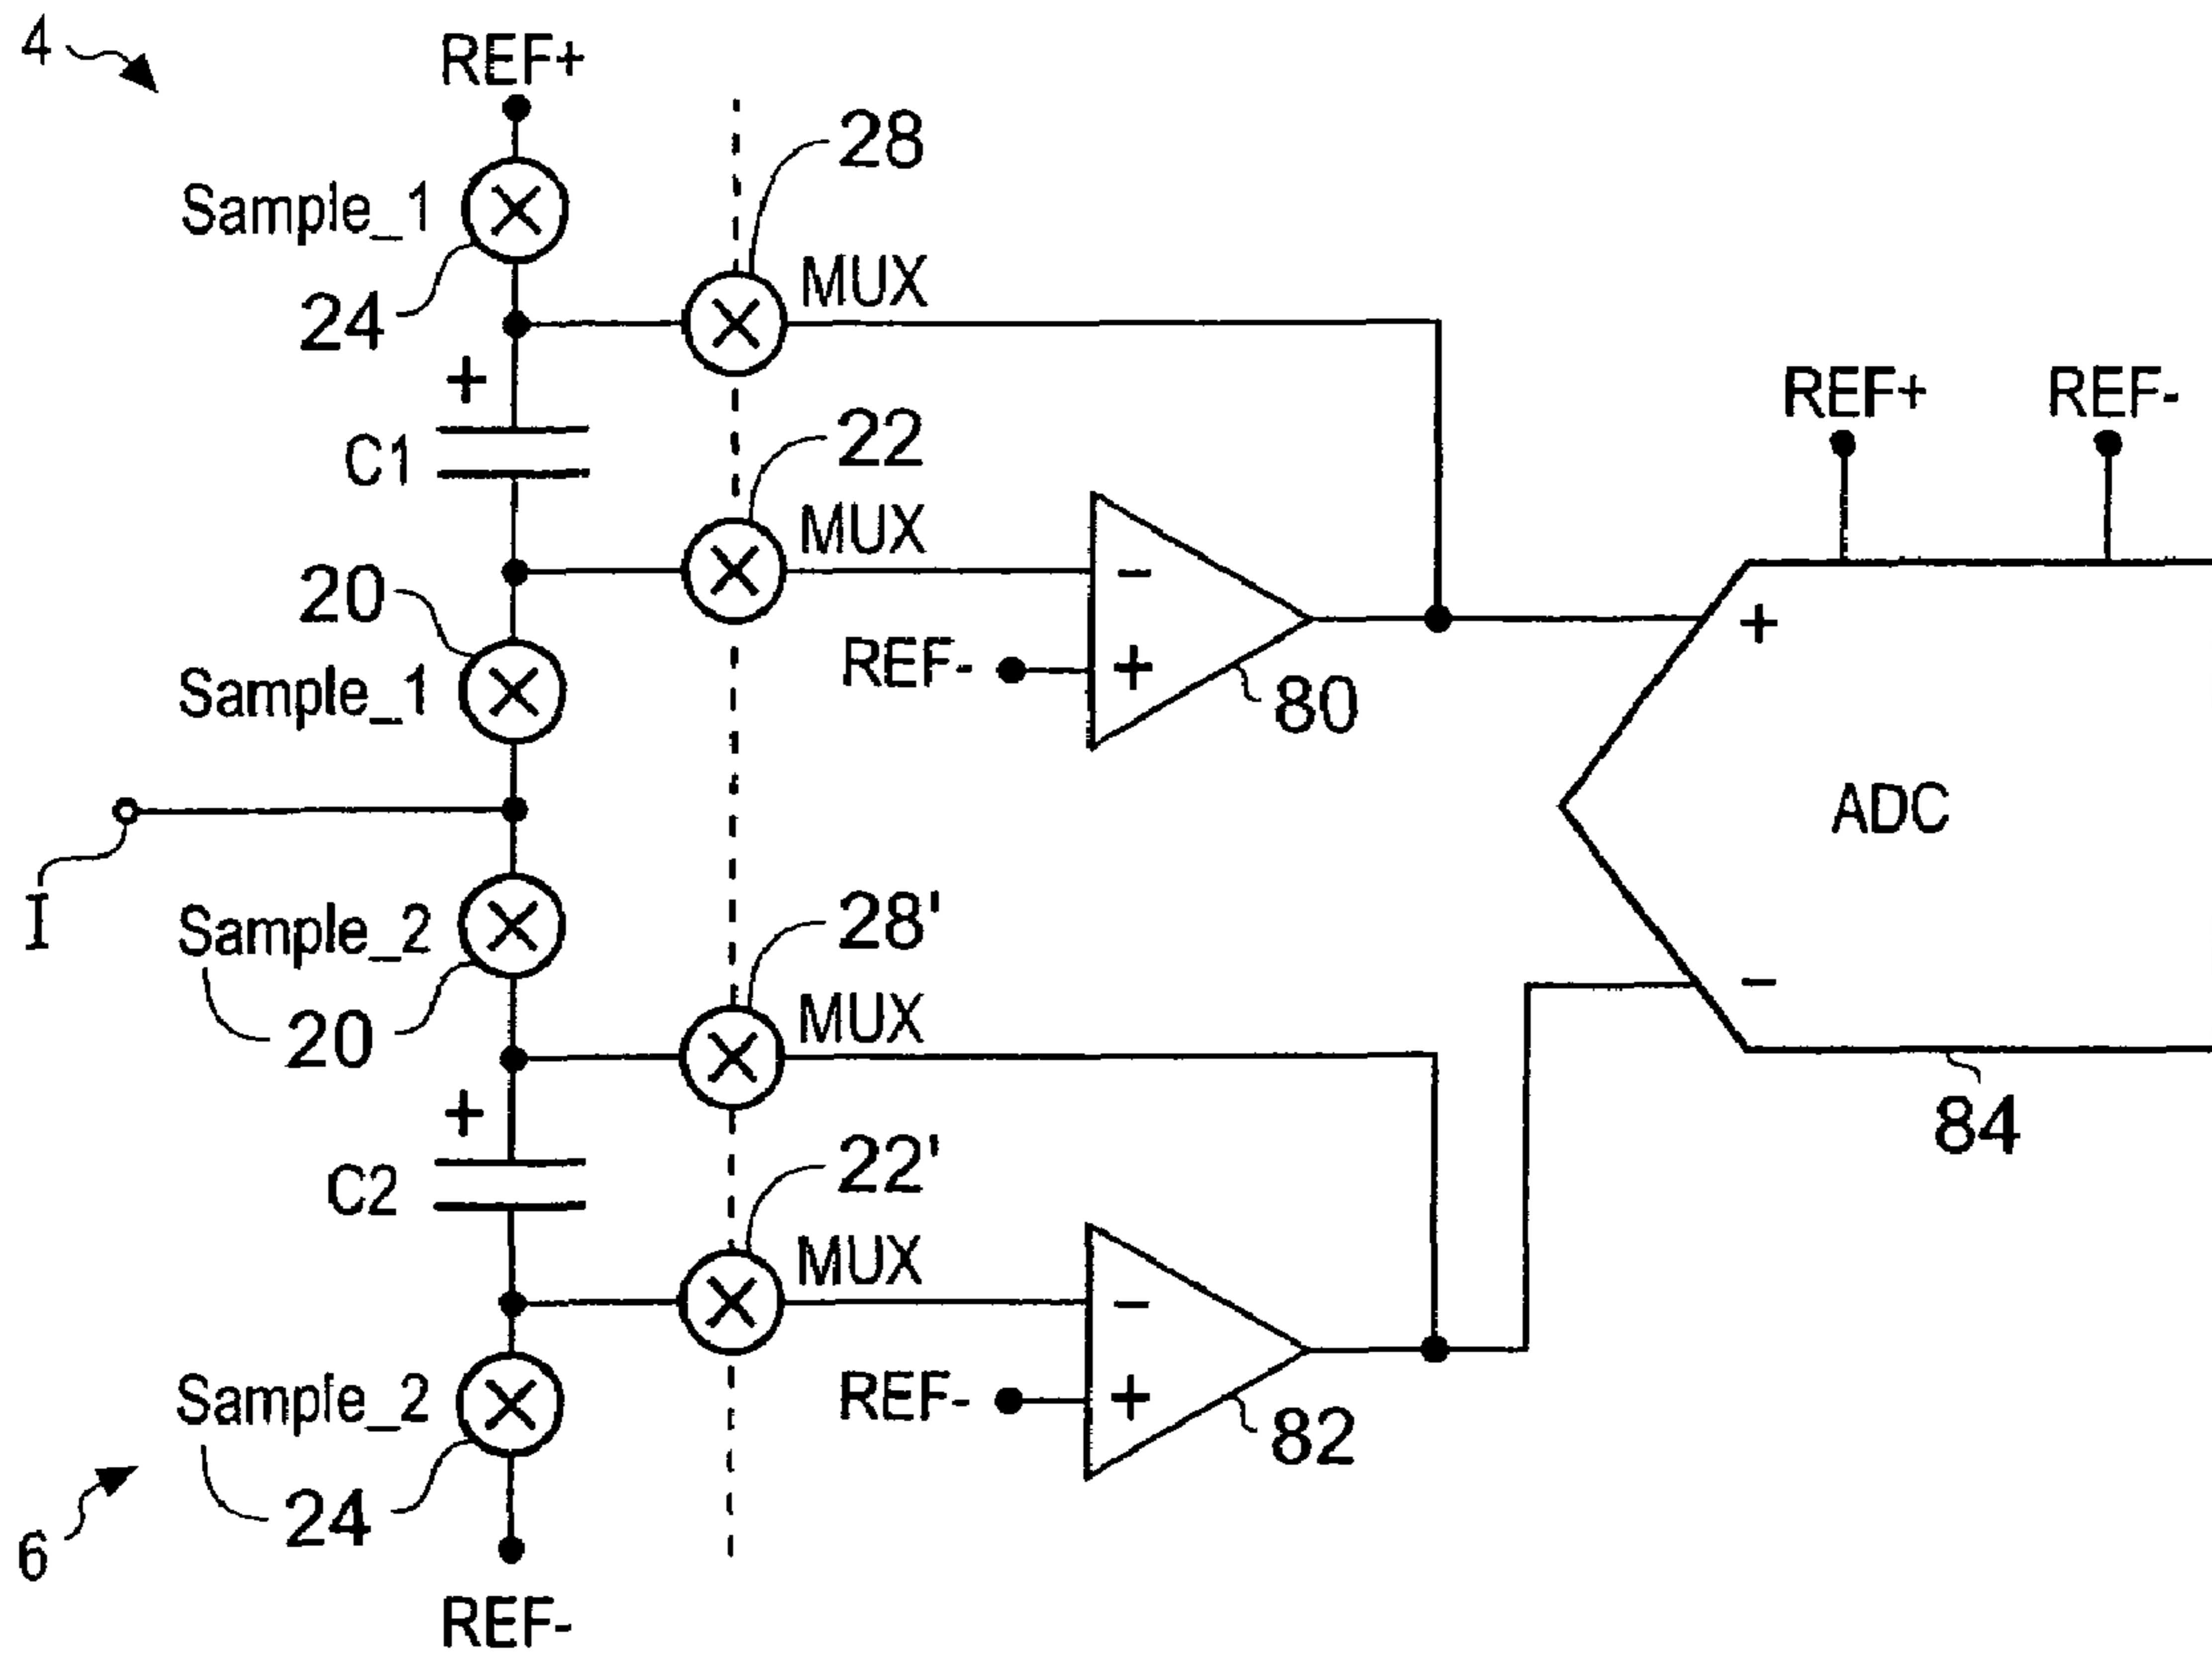 4
REF+
Sample_1
24
28
MUX
+
C1
22
MUX
20
Sample_1
-
REF-
+
80
REF+
REF-
+
ADC
-
84
I
Sample_2
20
28'
MUX
+
C2
22'
MUX
-
REF-
+
82
Sample_2
24
6
REF-